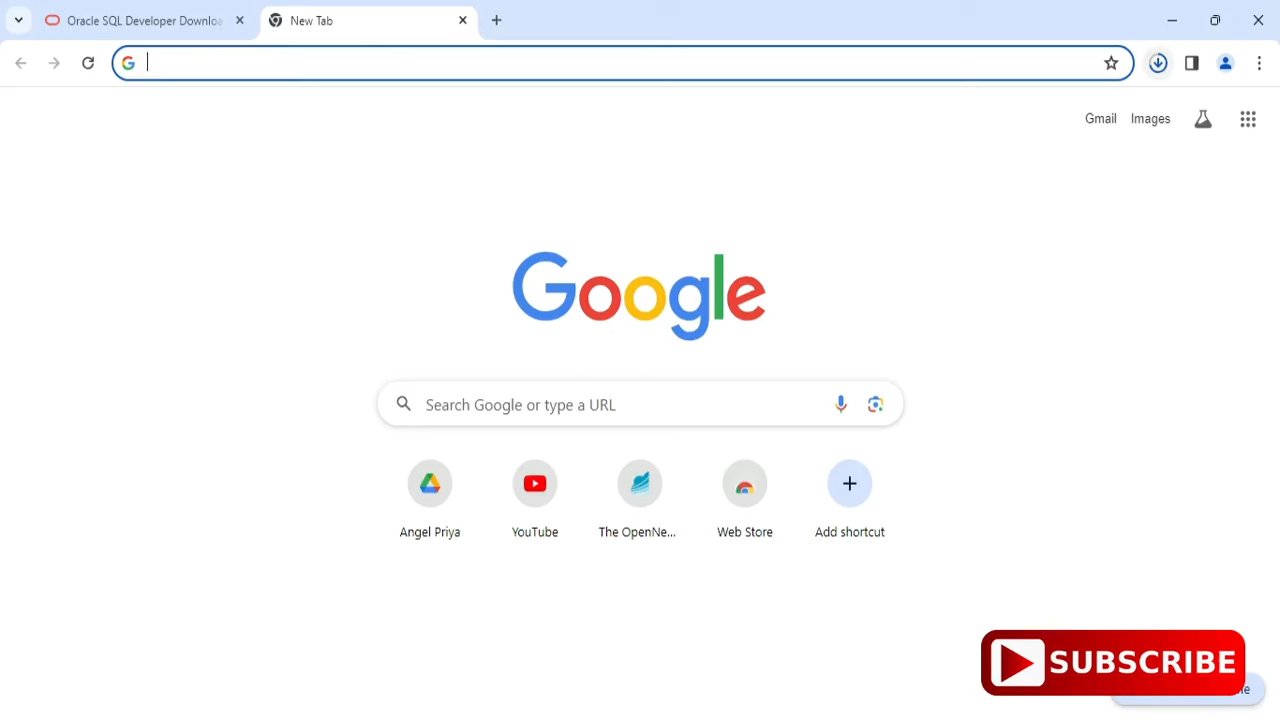 Oracle SQL Developer Downloa
New Tab
Gmail Images
Google
Search Google or type a URL
Angel Priya
YouTube
The OpenNe...
Web Store
Add shortcut
SUBSCRIBE